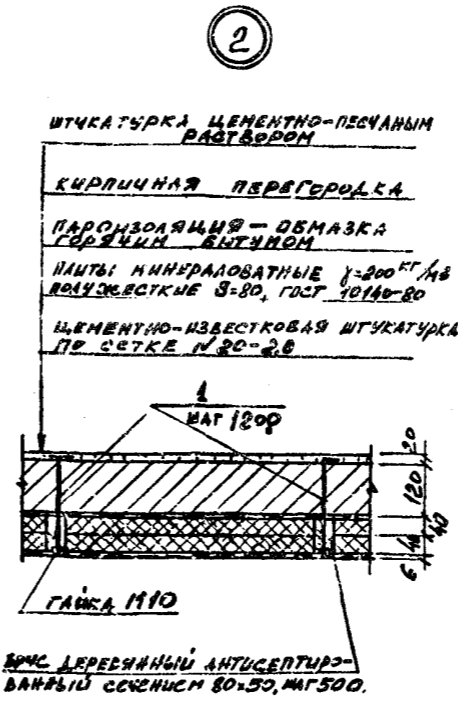 2
ШТУКАТУРКА ЦЕМЕНТНО-ПЕСЧАНЫМ
РАСТВОРОМ
КИРПИЧНАЯ ПЕРЕГОРОДКА
ПАРОИЗОЛЯЦИЯ - ОБМАЗКА
ГОРЯЧИМ БИТУМОМ
ПЛИТЫ МИНЕРАЛОВАТНЫЕ γ=200 КГ/М3
ПОЛУЖЕСТКИЕ S=80, ГОСТ 10140-80
ЦЕМЕНТНО-ИЗВЕСТКОВАЯ ШТУКАТУРКА
ПО СЕТКЕ №20-2,0
1
ШАГ 1200
20
120
40
40
6
ГАЙКА М10
БРУС ДЕРЕВЯННЫЙ АНТИСЕПТИРО-
ВАННЫЙ СЕЧЕНИЕМ 80×50, ШАГ 500.